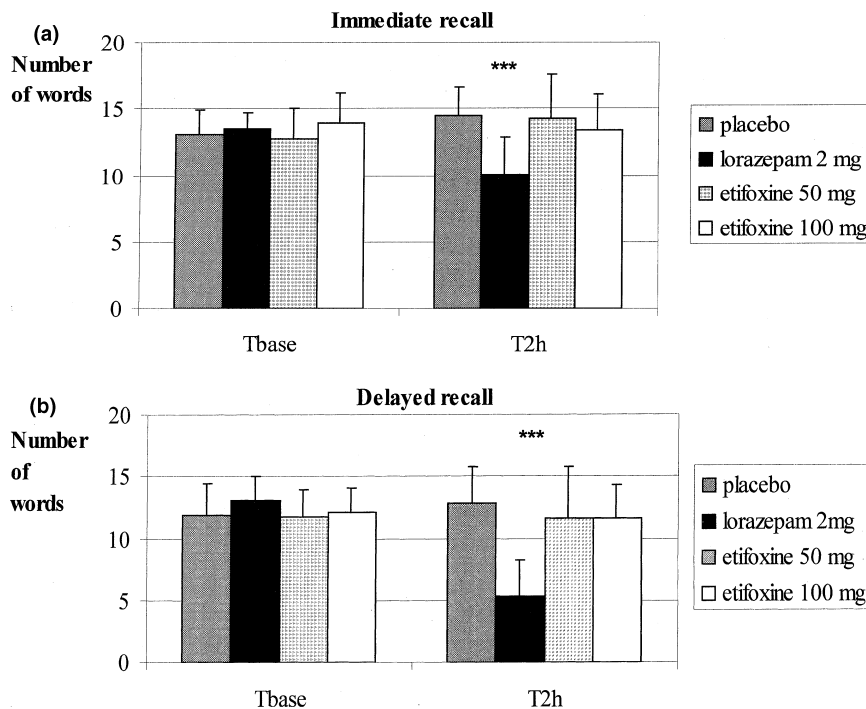 Immediate recall
(a)
20
Number
of words
15
10
5
0
***
Tbase
T2h
placebo
lorazepam 2 mg
etifoxine 50 mg
etifoxine 100 mg
Delayed recall
(b)
20
Number
of
words
15
10
5
0
***
Tbase
T2h
placebo
lorazepam 2mg
etifoxine 50 mg
etifoxine 100 mg